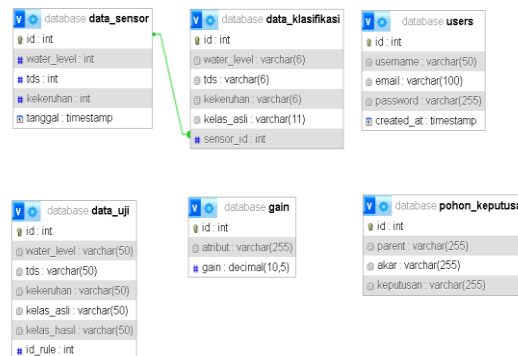 database data_sensor
id : int
water_level : int
tds : int
kekeruhan : int
tanggal : timestamp
database data_klasifikasi
id : int
water_level : varchar(6)
tds : varchar(6)
kekeruhan : varchar(6)
kelas_asli : varchar(11)
sensor_id : int
database users
id : int
username : varchar(50)
email : varchar(100)
password : varchar(255)
created_at : timestamp
database data_uji
id : int
water_level : varchar(50)
tds : varchar(50)
kekeruhan : varchar(50)
kelas_asli : varchar(50)
kelas_hasil : varchar(50)
id_rule : int
database gain
id : int
atribut : varchar(255)
gain : decimal(10,5)
database pohon_keputusa
id : int
parent : varchar(255)
akar : varchar(255)
keputusan : varchar(255)